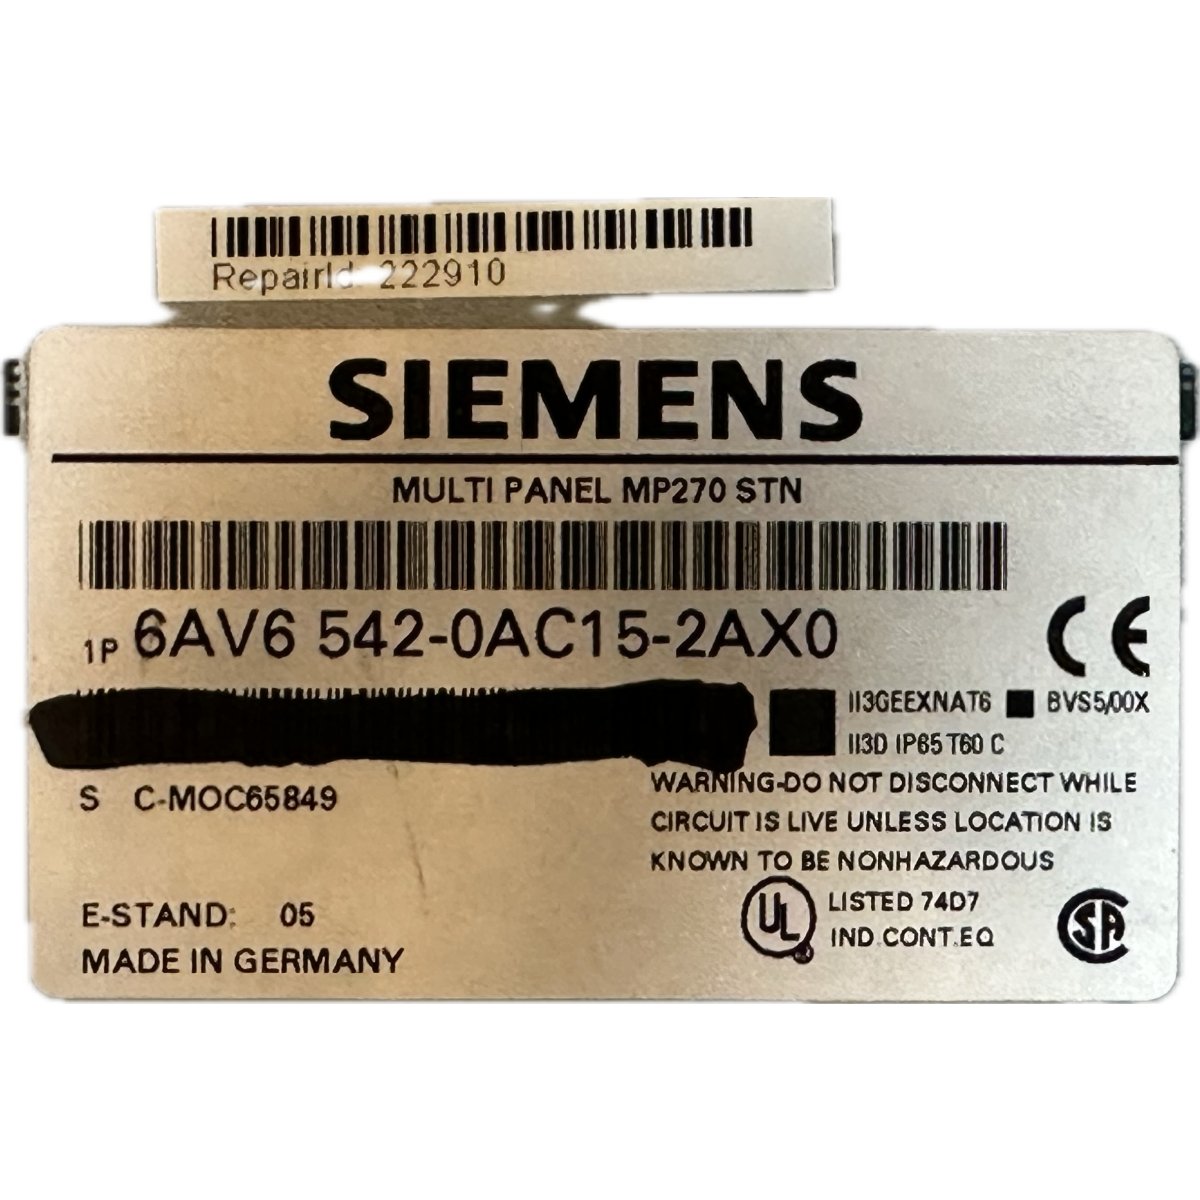 RepairId: 222910
SIEMENS
MULTI PANEL MP270 STN
1P 6AV6 542-0AC15-2AX0
CE
II3GEEXNAT6 BVS5/00X
II3D IP65 T60 C
S C-MOC65849
WARNING-DO NOT DISCONNECT WHILE
CIRCUIT IS LIVE UNLESS LOCATION IS
KNOWN TO BE NONHAZARDOUS
E-STAND: 05
MADE IN GERMANY
UL LISTED 74D7
IND.CONT.EQ
SA